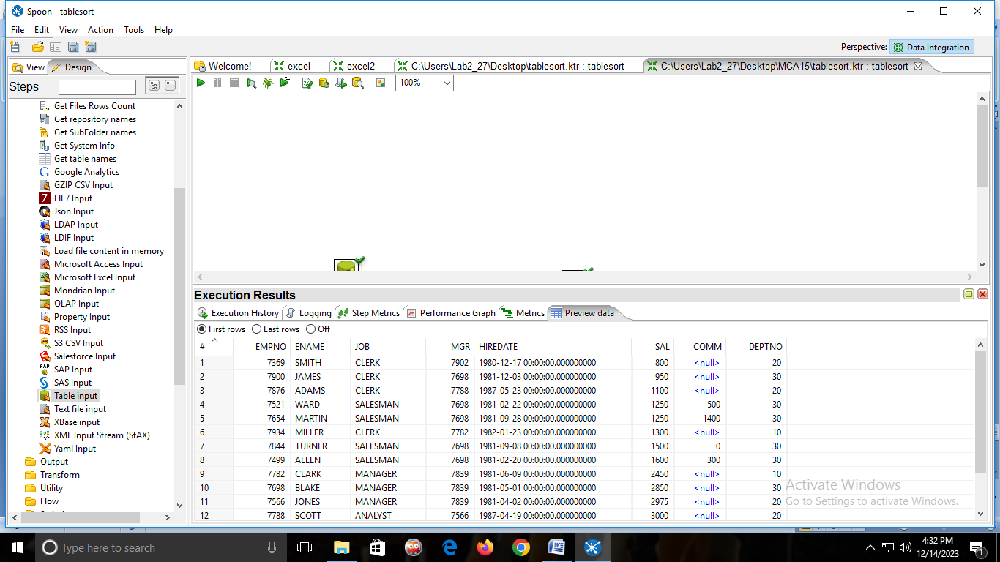 Spoon - tablesort
File Edit View Action Tools Help
Perspective: Data Integration
View Design
Welcome! excel excel2 C:\Users\Lab2_27\Desktop\tablesort.ktr : tablesort C:\Users\Lab2_27\Desktop\MCA15\tablesort.ktr : tablesort
Steps
100%
Get Files Rows Count
Get repository names
Get SubFolder names
Get System Info
Get table names
Google Analytics
GZIP CSV Input
HL7 Input
Json Input
LDAP Input
LDIF Input
Load file content in memory
Microsoft Access Input
Microsoft Excel Input
Mondrian Input
OLAP Input
Property Input
RSS Input
S3 CSV Input
Salesforce Input
SAP Input
SAS Input
Table input
Text file input
XBase input
XML Input Stream (StAX)
Yaml Input
Output
Transform
Utility
Flow
Execution Results
Execution History Logging Step Metrics Performance Graph Metrics Preview data
First rows Last rows Off
# EMPNO ENAME JOB MGR HIREDATE SAL COMM DEPTNO
1 7369 SMITH CLERK 7902 1980-12-17 00:00:00.000000000 800 <null> 20
2 7900 JAMES CLERK 7698 1981-12-03 00:00:00.000000000 950 <null> 30
3 7876 ADAMS CLERK 7788 1987-05-23 00:00:00.000000000 1100 <null> 20
4 7521 WARD SALESMAN 7698 1981-02-22 00:00:00.000000000 1250 500 30
5 7654 MARTIN SALESMAN 7698 1981-09-28 00:00:00.000000000 1250 1400 30
6 7934 MILLER CLERK 7782 1982-01-23 00:00:00.000000000 1300 <null> 10
7 7844 TURNER SALESMAN 7698 1981-09-08 00:00:00.000000000 1500 0 30
8 7499 ALLEN SALESMAN 7698 1981-02-20 00:00:00.000000000 1600 300 30
9 7782 CLARK MANAGER 7839 1981-06-09 00:00:00.000000000 2450 <null> 10
10 7698 BLAKE MANAGER 7839 1981-05-01 00:00:00.000000000 2850 <null> 30
11 7566 JONES MANAGER 7839 1981-04-02 00:00:00.000000000 2975 <null> 20
12 7788 SCOTT ANALYST 7566 1987-04-19 00:00:00.000000000 3000 <null> 20
Activate Windows
Go to Settings to activate Windows.
Type here to search
4:32 PM
12/14/2023
1